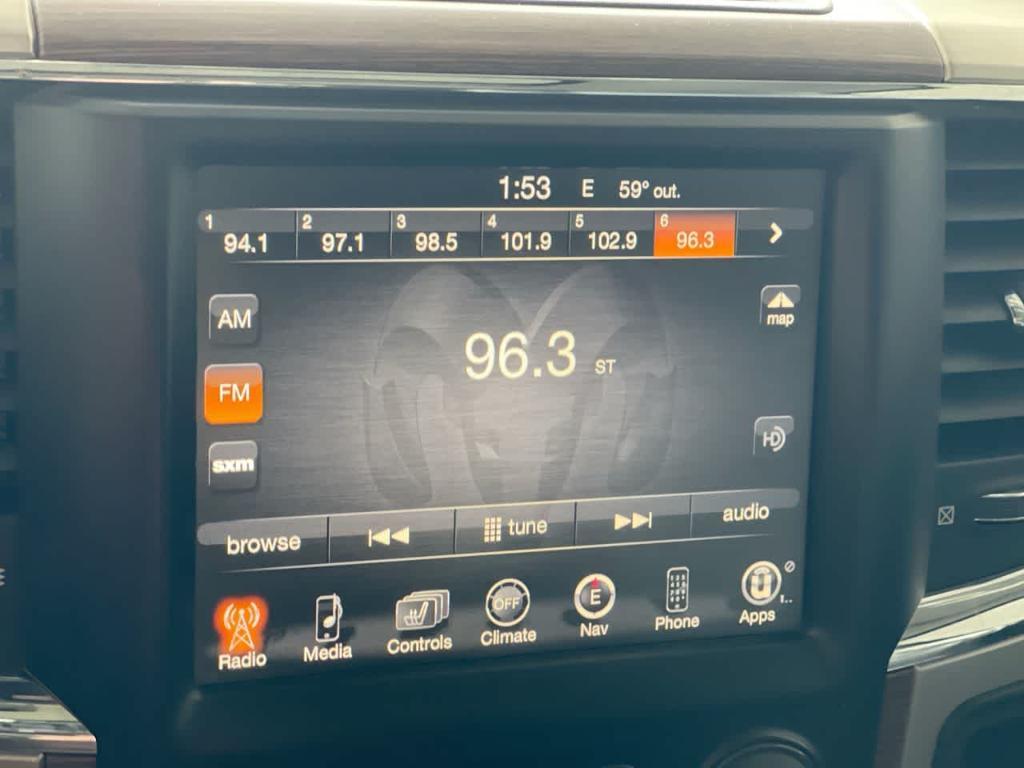 1:53 E 59° out.
1 2 3 4 5 6
94.1 97.1 98.5 101.9 102.9 96.3
map
AM
96.3 ST
FM
HD
sxm
browse tune audio
OFF E U
Radio Media Controls Climate Nav Phone Apps